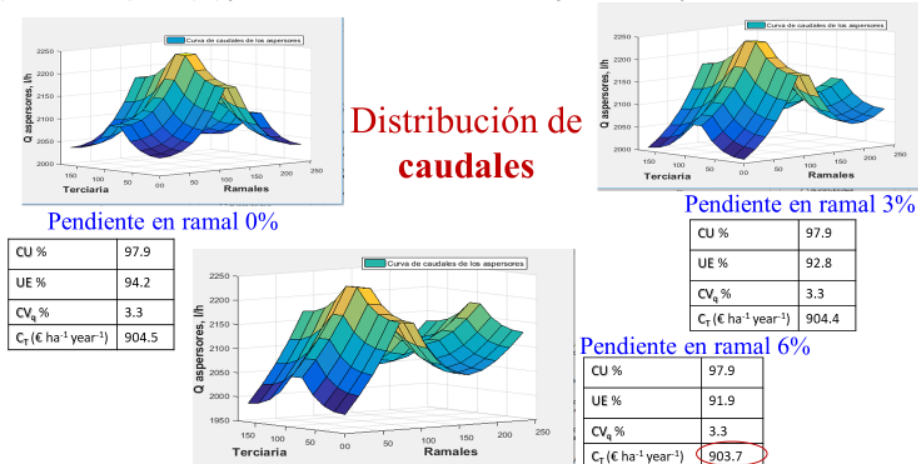 Curva de caudales de los aspersores
Q aspersores, l/h
2250
2200
2150
2100
2050
2000
150
100
50
00
50
100
150
200
250
Terciaria
Ramales
Pendiente en ramal 0%
CU % 97.9
UE % 94.2
CVq % 3.3
CT (€ ha-1 year-1) 904.5
Distribución de
caudales
Curva de caudales de los aspersores
Q aspersores, l/h
2250
2200
2150
2100
2050
2000
150
100
50
00
50
100
150
200
250
Terciaria
Ramales
Pendiente en ramal 3%
CU % 97.9
UE % 92.8
CVq % 3.3
CT (€ ha-1 year-1) 904.4
Curva de caudales de los aspersores
Q aspersores, l/h
2250
2200
2150
2100
2050
2000
1950
150
100
50
00
50
100
150
200
250
Terciaria
Ramales
Pendiente en ramal 6%
CU % 97.9
UE % 91.9
CVq % 3.3
CT (€ ha-1 year-1) 903.7